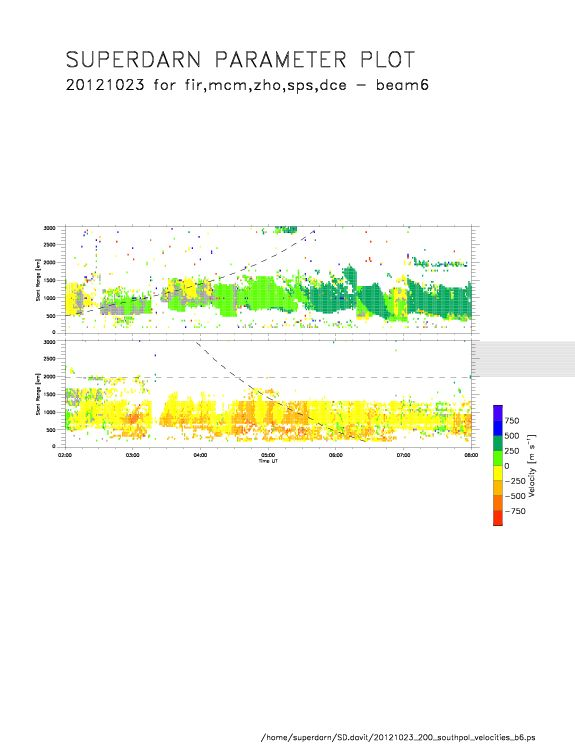 SUPERDARN PARAMETER PLOT
20121023 for fir,mcm,zho,sps,dce − beam6
3000
2500
2000
1500
1000
500
0
Slant Range [km]
3000
2500
2000
1500
1000
500
0
Slant Range [km]
02:00 03:00 04:00 05:00 06:00 07:00 08:00
Time UT
750
500
250
0
−250
−500
−750
Velocity [m s⁻¹]
/home/superdarn/SD.davit/20121023_200_southpol_velocities_b6.ps